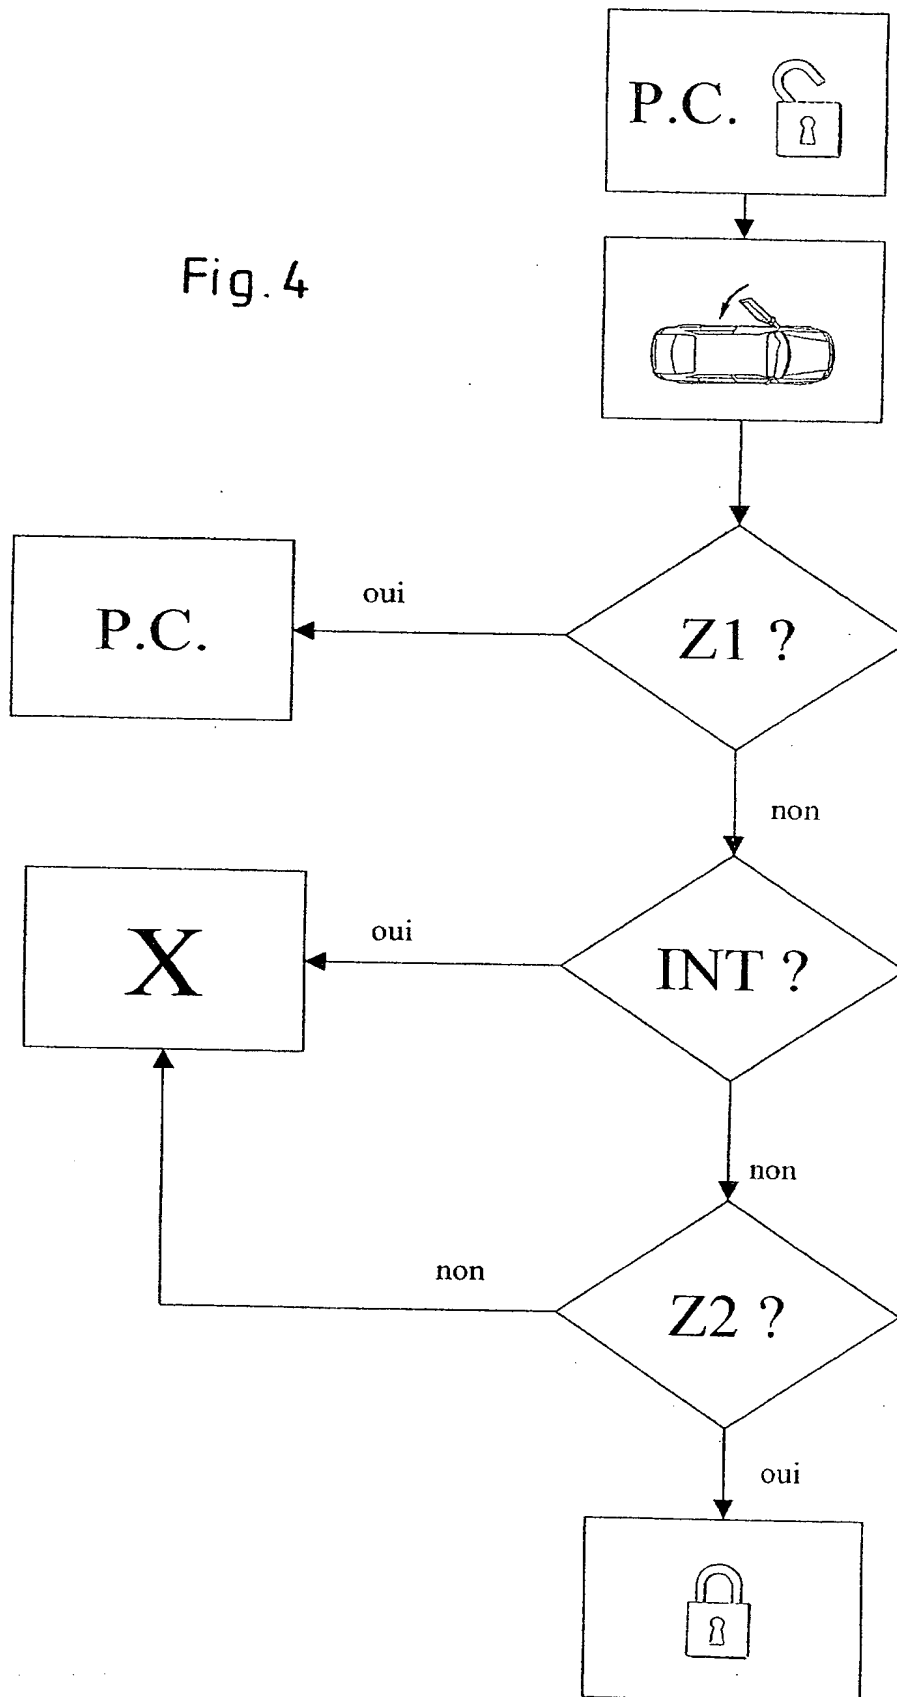 P.C.
Fig. 4
Z1 ?
oui
P.C.
non
INT ?
oui
X
non
Z2 ?
non
oui